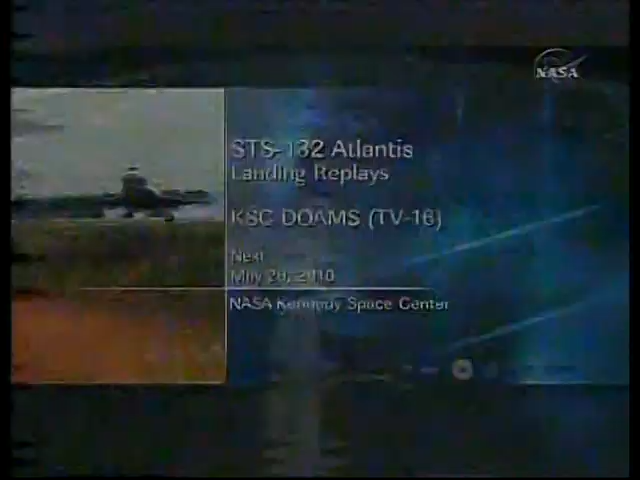 NASA
STS-132 Atlantis
Landing Replays
KSC DOAMS (TV-16)
Next
May 26, 2010
NASA Kennedy Space Center